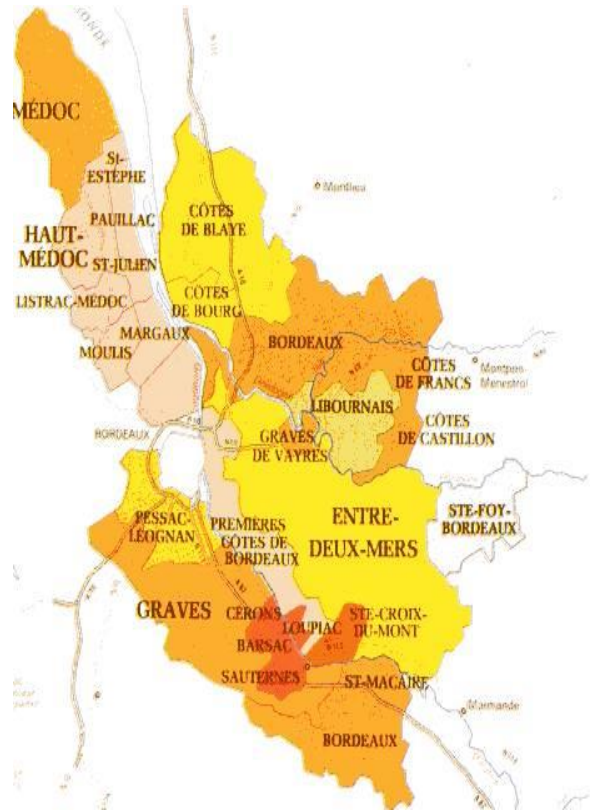 MÉDOC
St-
ESTÈPHE
PAUILLAC
HAUT-
MÉDOC
ST-JULIEN
LISTRAC-MÉDOC
MARGAUX
MOULIS
CÔTES
DE BLAYE
CÔTES
DE BOURG
BORDEAUX
CÔTES
DE FRANCS
LIBOURNAIS
CÔTES
DE CASTILLON
BORDEAUX
GRAVES
DE VAYRES
STE-FOY-
BORDEAUX
ENTRE-
DEUX-MERS
PESSAC-
LÉOGNAN
PREMIÈRES
CÔTES DE
BORDEAUX
GRAVES
CÉRONS
LOUPIAC
STE-CROIX-
DU-MONT
BARSAC
SAUTERNES
ST-MACAIRE
Marmande
BORDEAUX